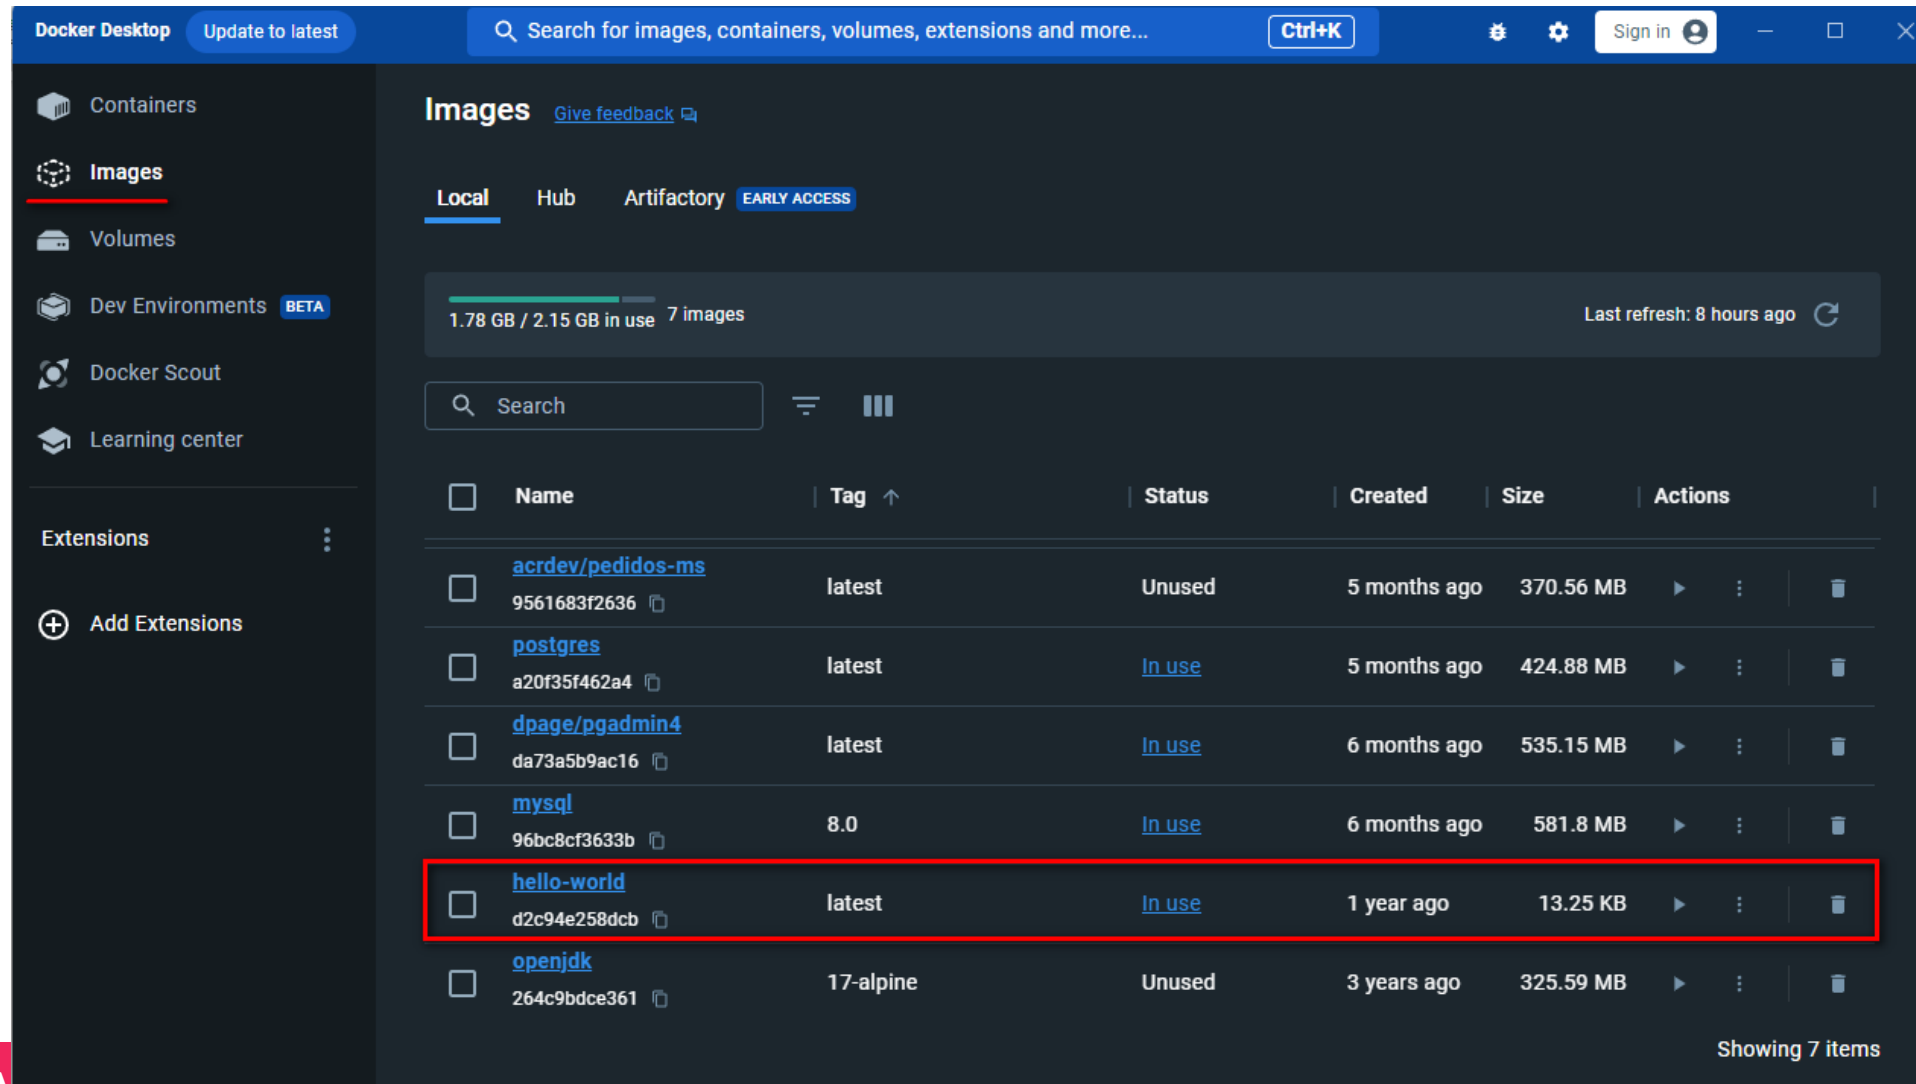 Docker Desktop Update to latest Search for images, containers, volumes, extensions and more... Ctrl+K Sign in
Containers
Images
Volumes
Dev Environments BETA
Docker Scout
Learning center
Extensions
Add Extensions
Images Give feedback
Local Hub Artifactory EARLY ACCESS
1.78 GB / 2.15 GB in use 7 images Last refresh: 8 hours ago
Search
Name Tag Status Created Size Actions
acrdev/pedidos-ms
9561683f2636 latest Unused 5 months ago 370.56 MB
postgres
a20f35f462a4 latest In use 5 months ago 424.88 MB
dpage/pgadmin4
da73a5b9ac16 latest In use 6 months ago 535.15 MB
mysql
96bc8cf3633b 8.0 In use 6 months ago 581.8 MB
hello-world
d2c94e258dcb latest In use 1 year ago 13.25 KB
openjdk
264c9bdce361 17-alpine Unused 3 years ago 325.59 MB
Showing 7 items